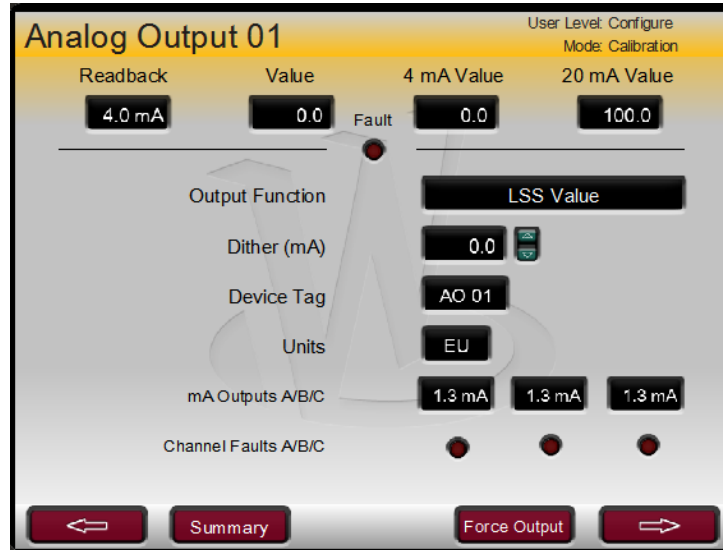 Analog Output 01
User Level: Configure
Mode: Calibration
Readback Value 4 mA Value 20 mA Value
4.0 mA 0.0 Fault 0.0 100.0
Output Function LSS Value
Dither (mA) 0.0
Device Tag AO 01
Units EU
mA Outputs A/B/C 1.3 mA 1.3 mA 1.3 mA
Channel Faults A/B/C
Summary Force Output